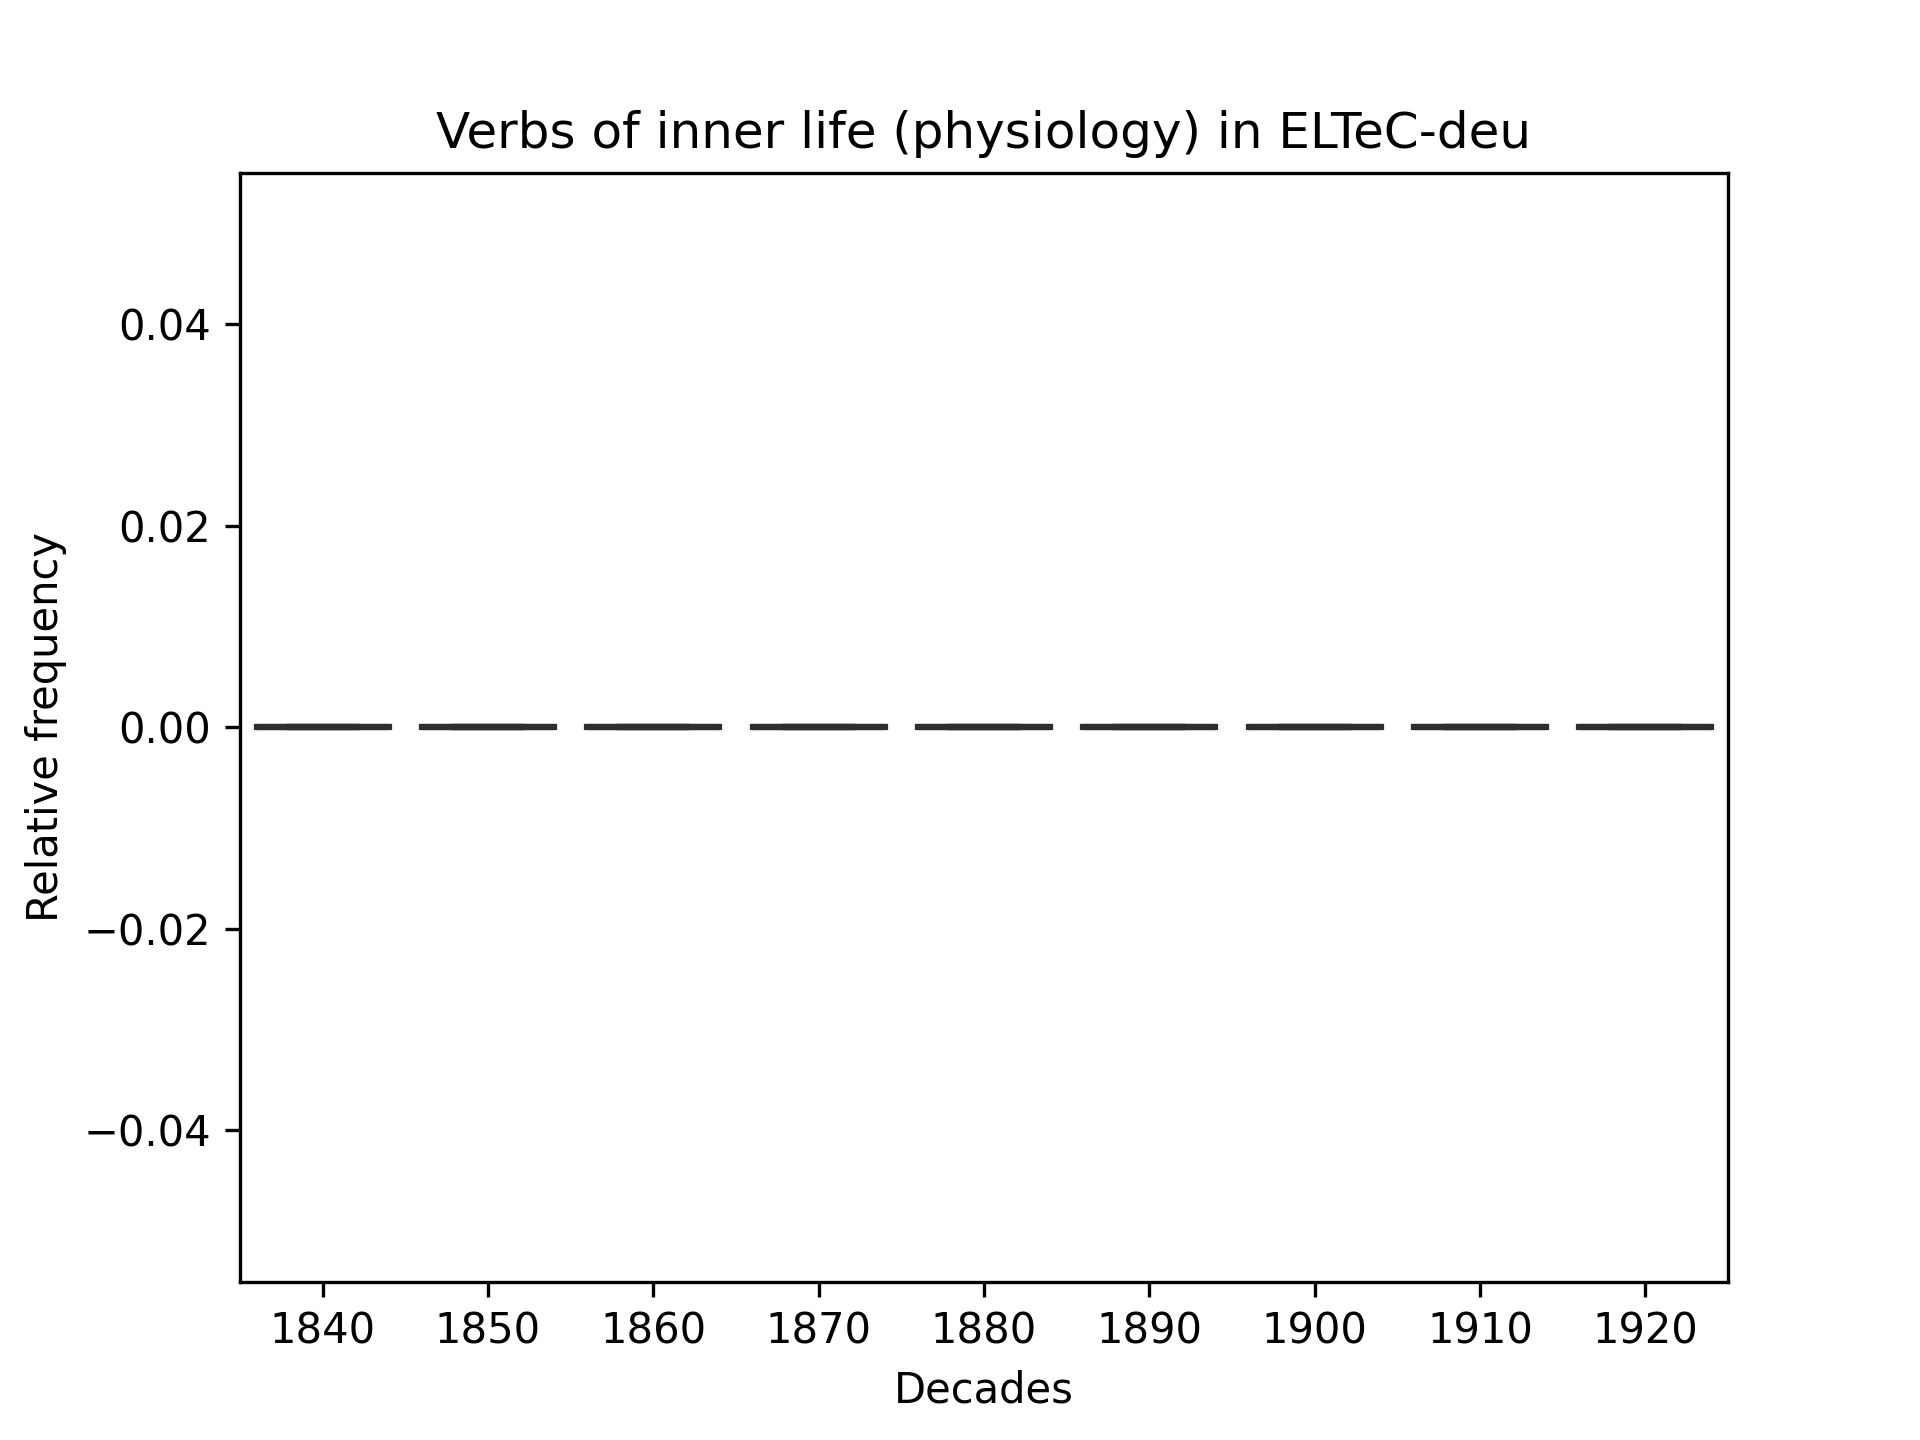 Verbs of inner life (physiology) in ELTeC-deu
Relative frequency
0.04
0.02
0.00
−0.02
−0.04
1840 1850 1860 1870 1880 1890 1900 1910 1920
Decades